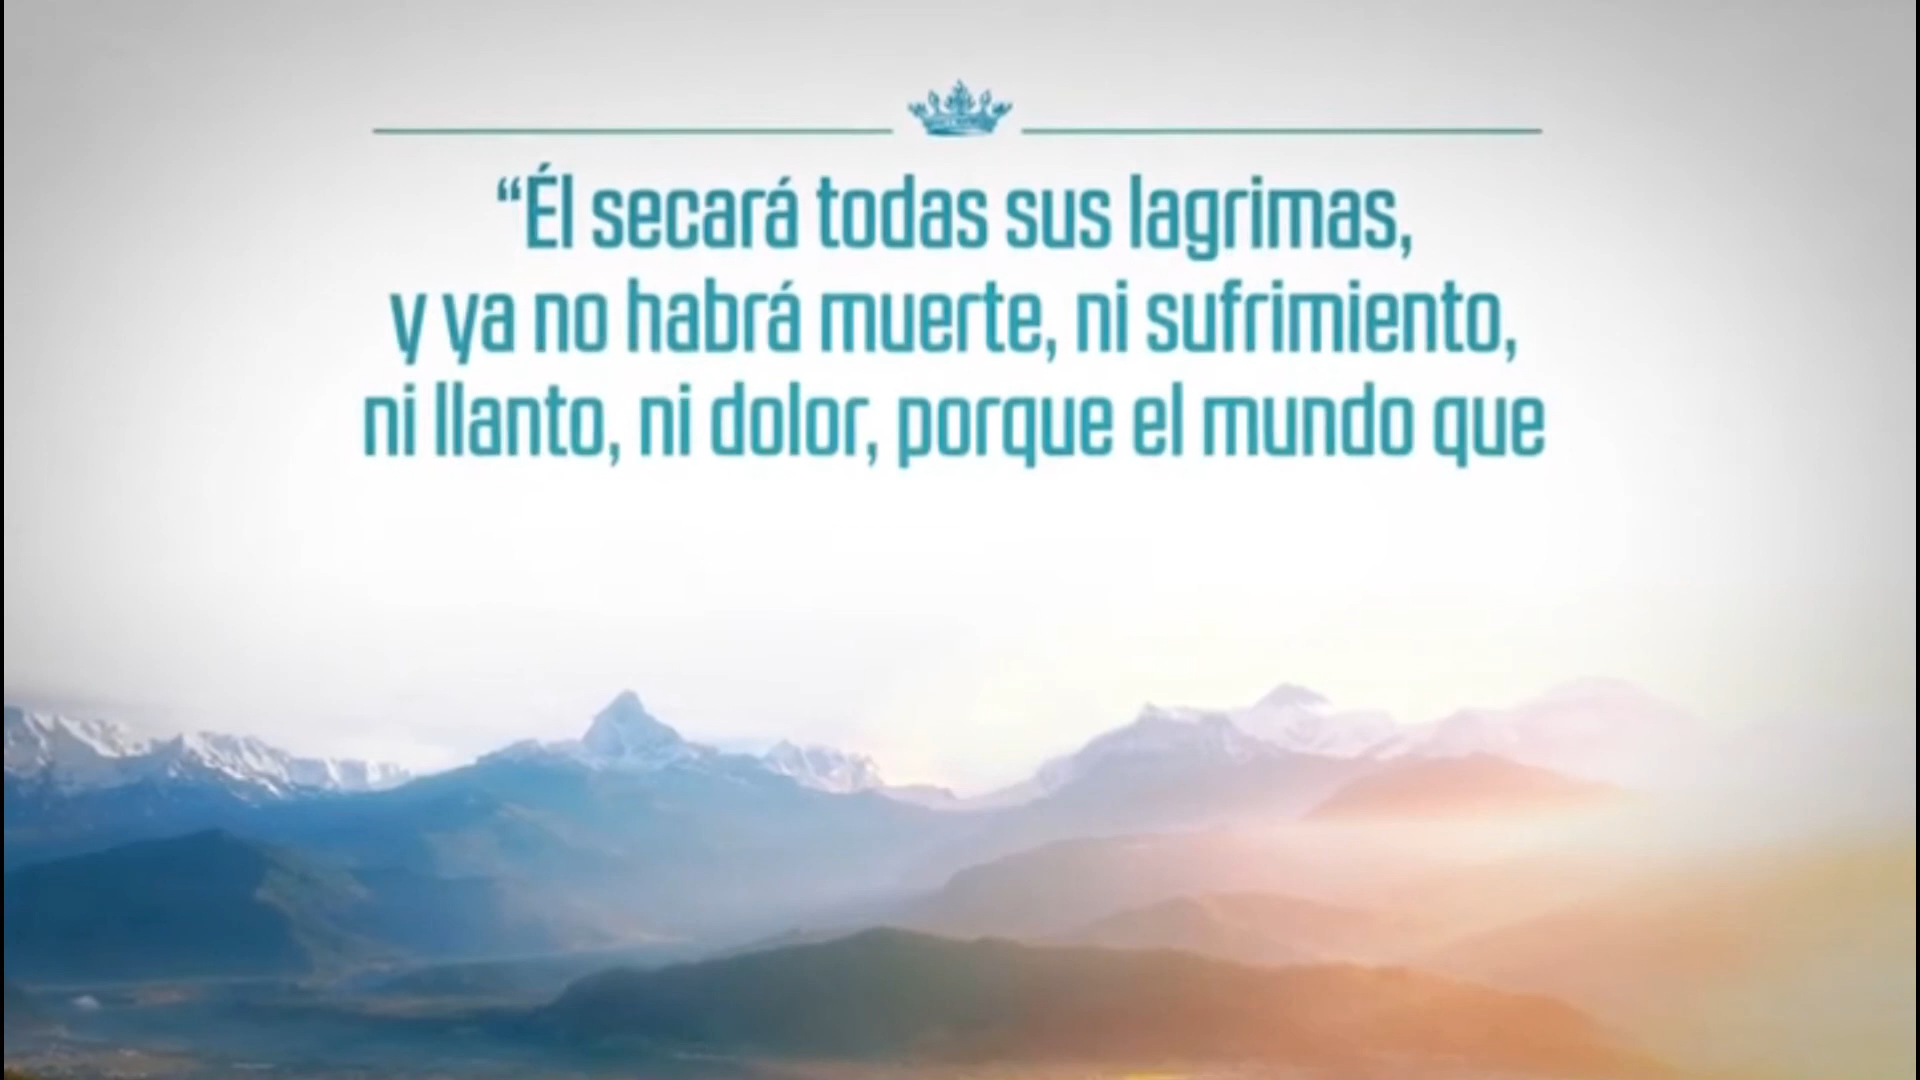 “Él secará todas sus lagrimas,
y ya no habrá muerte, ni sufrimiento,
ni llanto, ni dolor, porque el mundo que